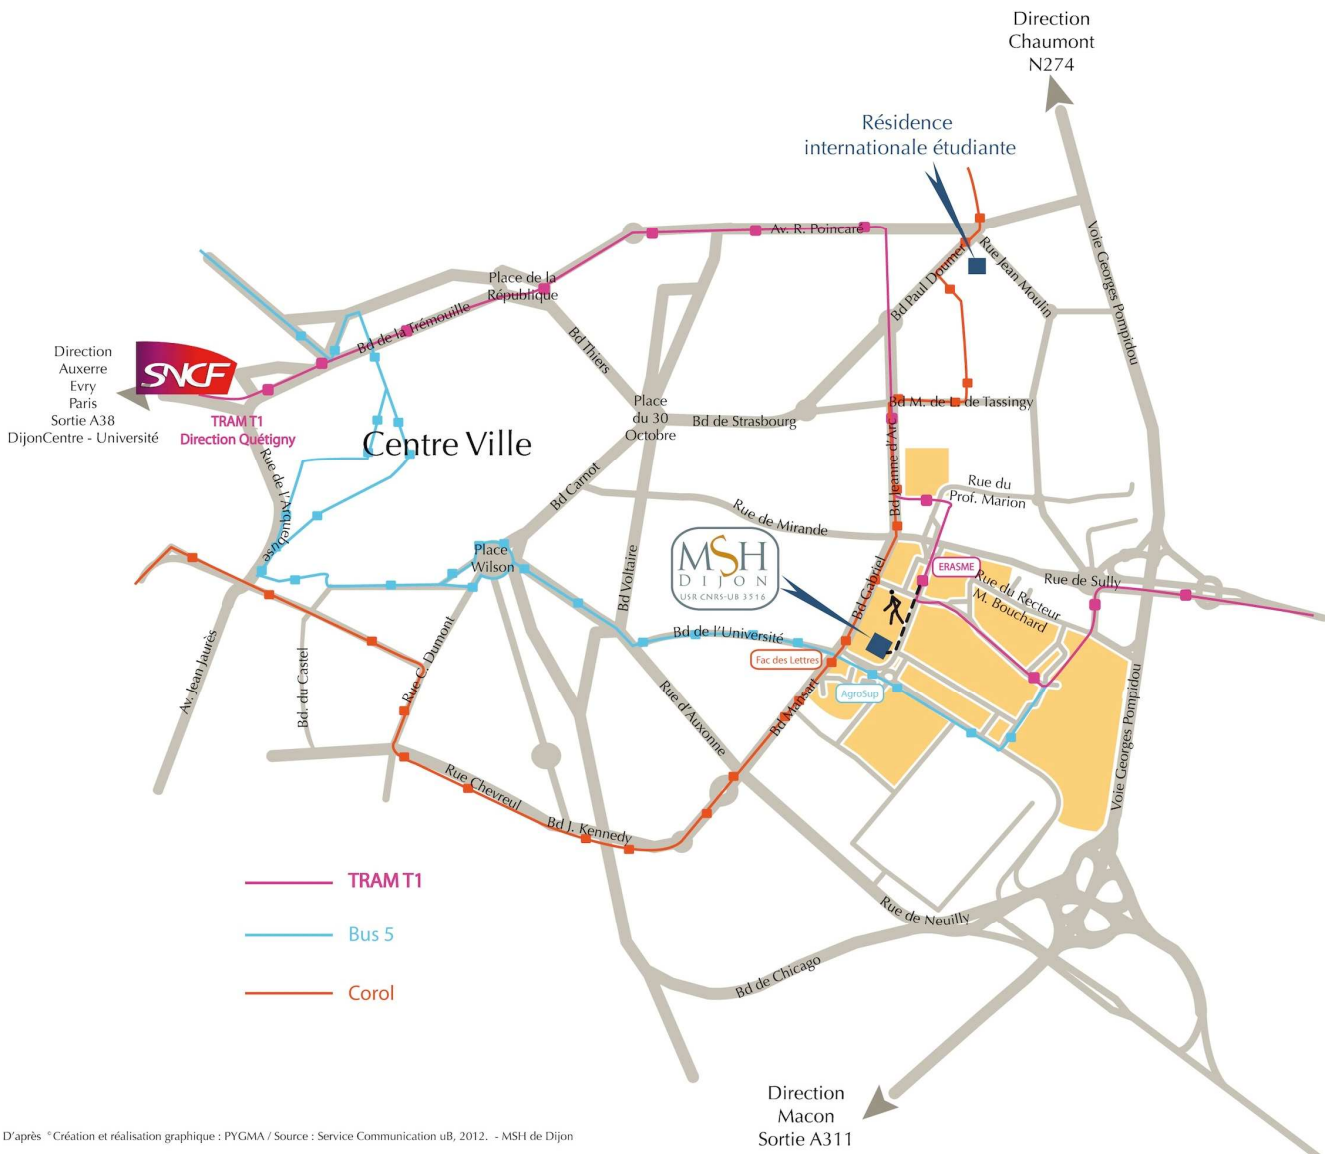 Direction
Chaumont
N274
Résidence
internationale étudiante
Av. R. Poincaré
Rue Jean Moulin
Voie Georges Pompidou
Bd Paul Doumer
Place de la
République
Bd de la Trémouille
Bd Thiers
Direction
Auxerre
Evry
Paris
Sortie A38
DijonCentre - Université
SNCF
TRAM T1
Direction Quétigny
Centre Ville
Place
du 30
Octobre
Bd de Strasbourg
Bd M. de L. de Tassingy
Bd Jeanne d'Arc
Rue de l'Arquebuse
Bd Carnot
Rue du
Prof. Marion
Rue de Mirande
MSH
DIJON
USR CNRS-UB 3516
Place
Wilson
Bd Voltaire
Bd Gabriel
ERASME
Rue du Recteur
M. Bouchard
Rue de Sully
Bd de l'Université
Fac des Lettres
AgroSup
Av. Jean Jaurès
Bd. du Castel
Rue C. Dumont
Rue d'Auxonne
Bd Mansart
Voie Georges Pompidou
Rue Chevreul
Bd J. Kennedy
TRAM T1
Bus 5
Corol
Rue de Neuilly
Bd de Chicago
Direction
Macon
Sortie A311
D'après ©Création et réalisation graphique : PYGMA / Source : Service Communication uB, 2012. - MSH de Dijon